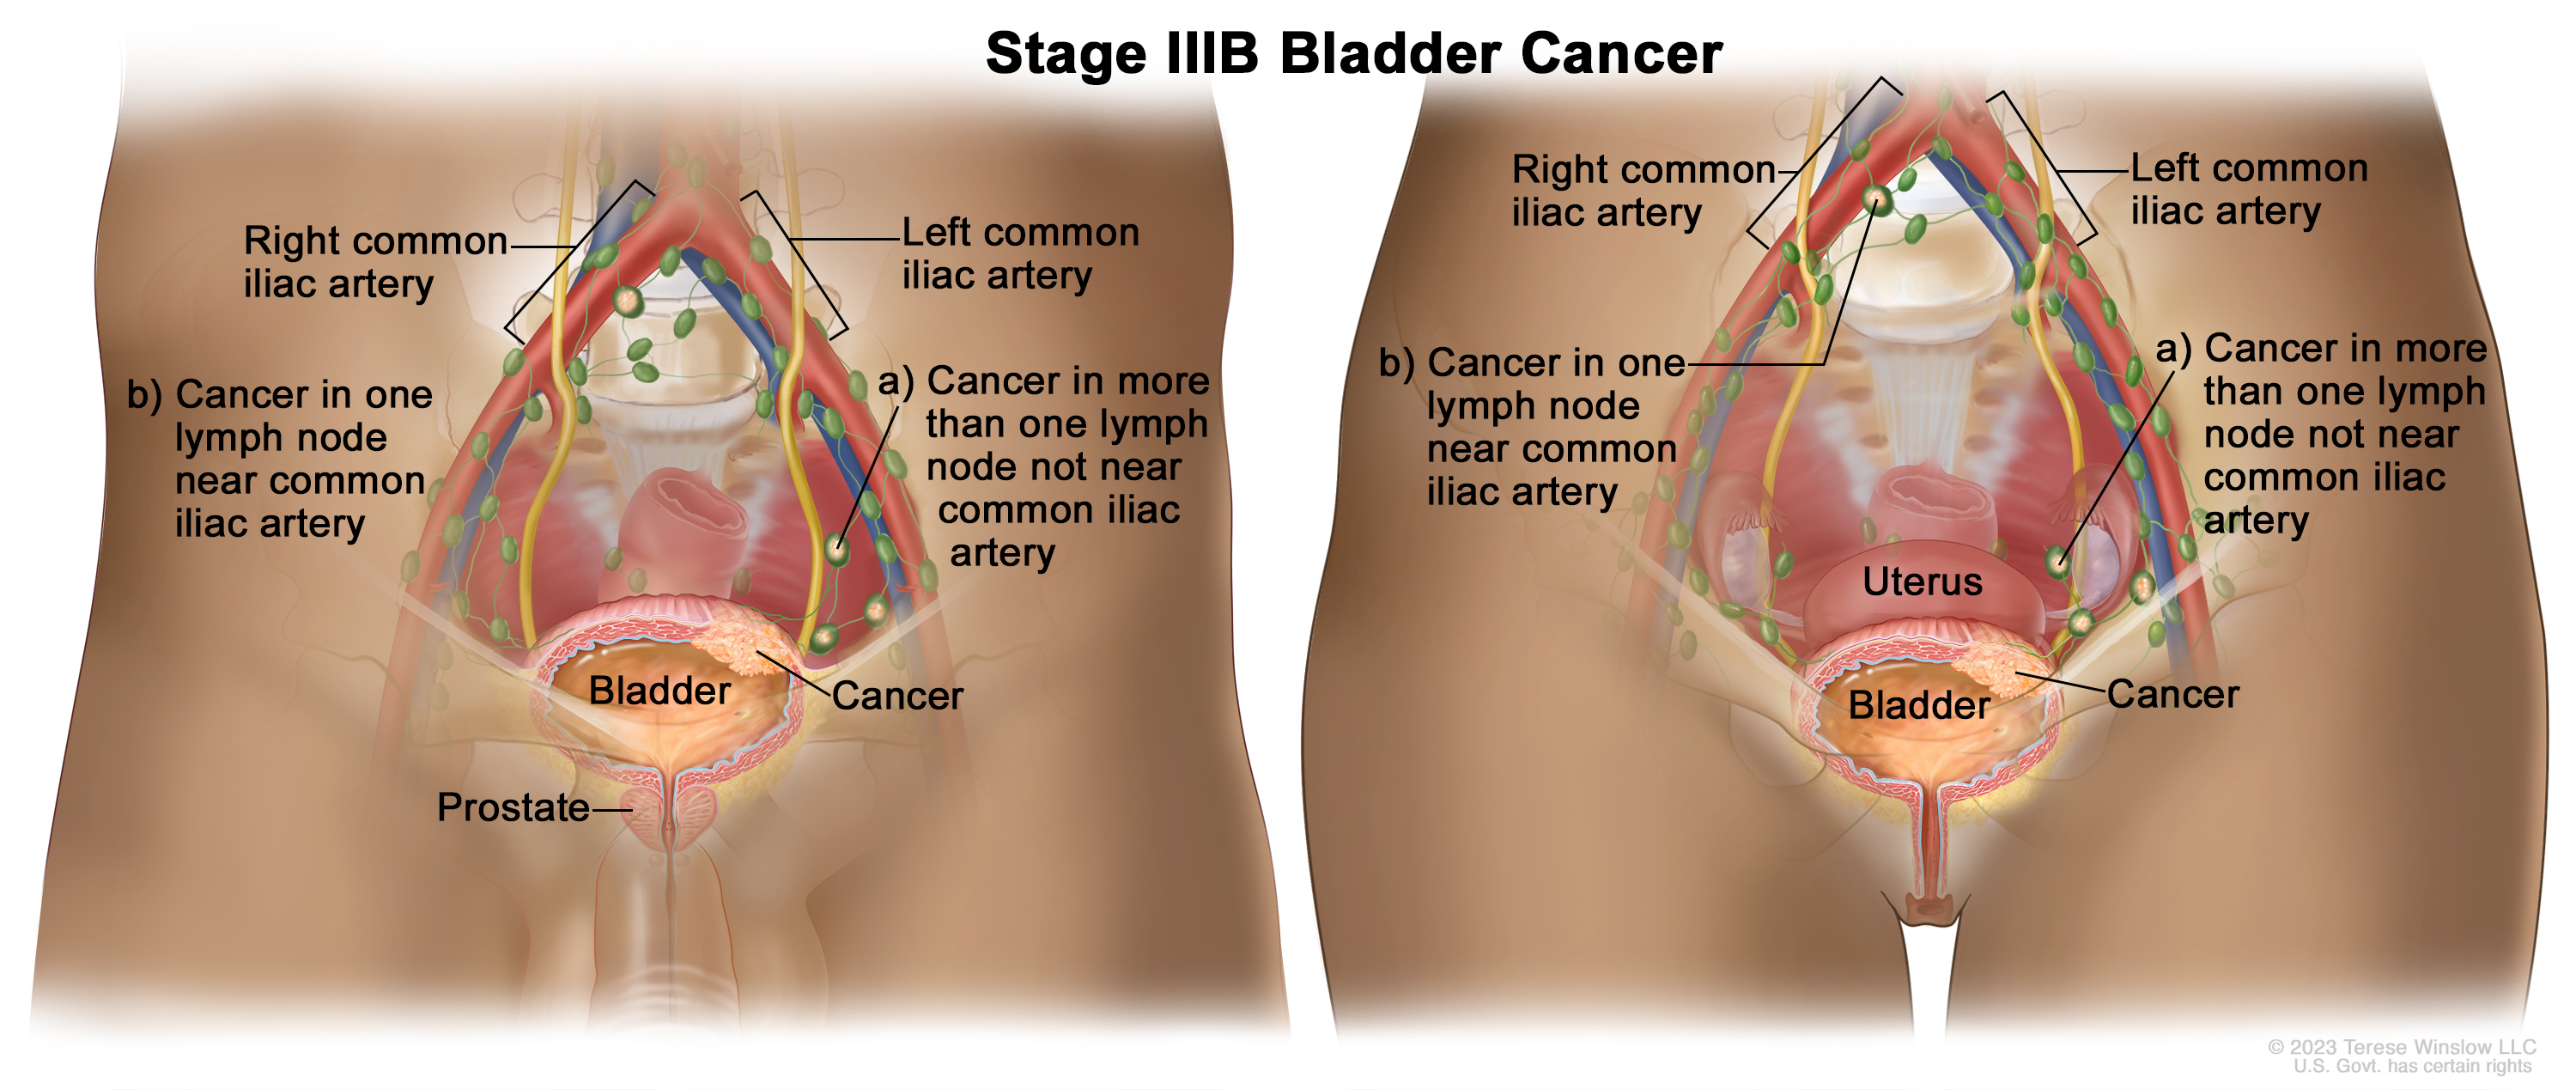 Stage IIIB Bladder Cancer
Right common
iliac artery
Left common
iliac artery
b) Cancer in one
lymph node
near common
iliac artery
a) Cancer in more
than one lymph
node not near
common iliac
artery
Bladder
Cancer
Prostate
Right common
iliac artery
Left common
iliac artery
b) Cancer in one
lymph node
near common
iliac artery
a) Cancer in more
than one lymph
node not near
common iliac
artery
Uterus
Bladder
Cancer
© 2023 Terese Winslow LLC
U.S. Govt. has certain rights